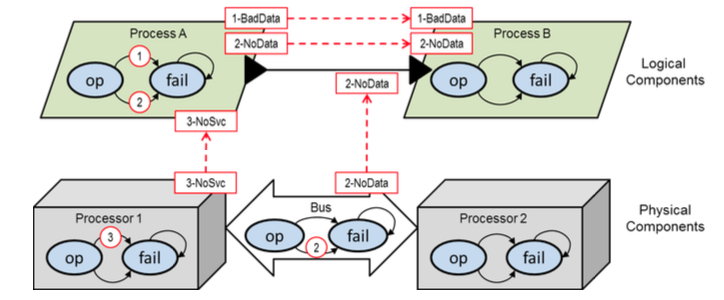 1-BadData
1-BadData
Process A
2-NoData
2-NoData
Process B
1
op
fail
2
op
fail
Logical
Components
2-NoData
3-NoSvc
3-NoSvc
2-NoData
Processor 1
3
op
fail
Bus
op
fail
2
Processor 2
op
fail
Physical
Components